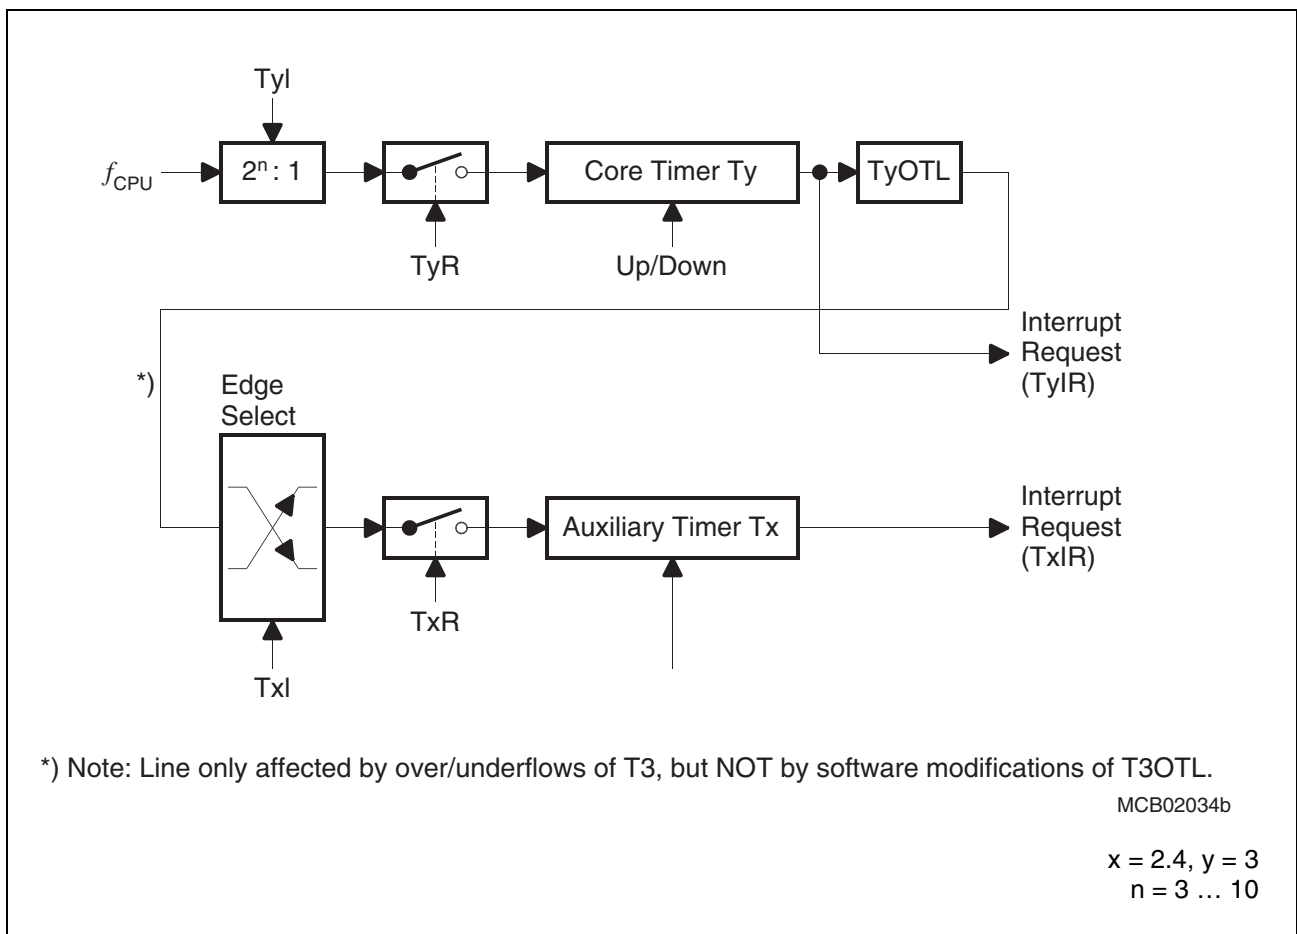 TyI
fCPU
2ⁿ : 1
Core Timer Ty
TyOTL
TyR
Up/Down
Interrupt
Request
(TyIR)
*)
Edge
Select
Auxiliary Timer Tx
Interrupt
Request
(TxIR)
TxR
TxI
*) Note: Line only affected by over/underflows of T3, but NOT by software modifications of T3OTL.
MCB02034b
x = 2.4, y = 3
n = 3 … 10